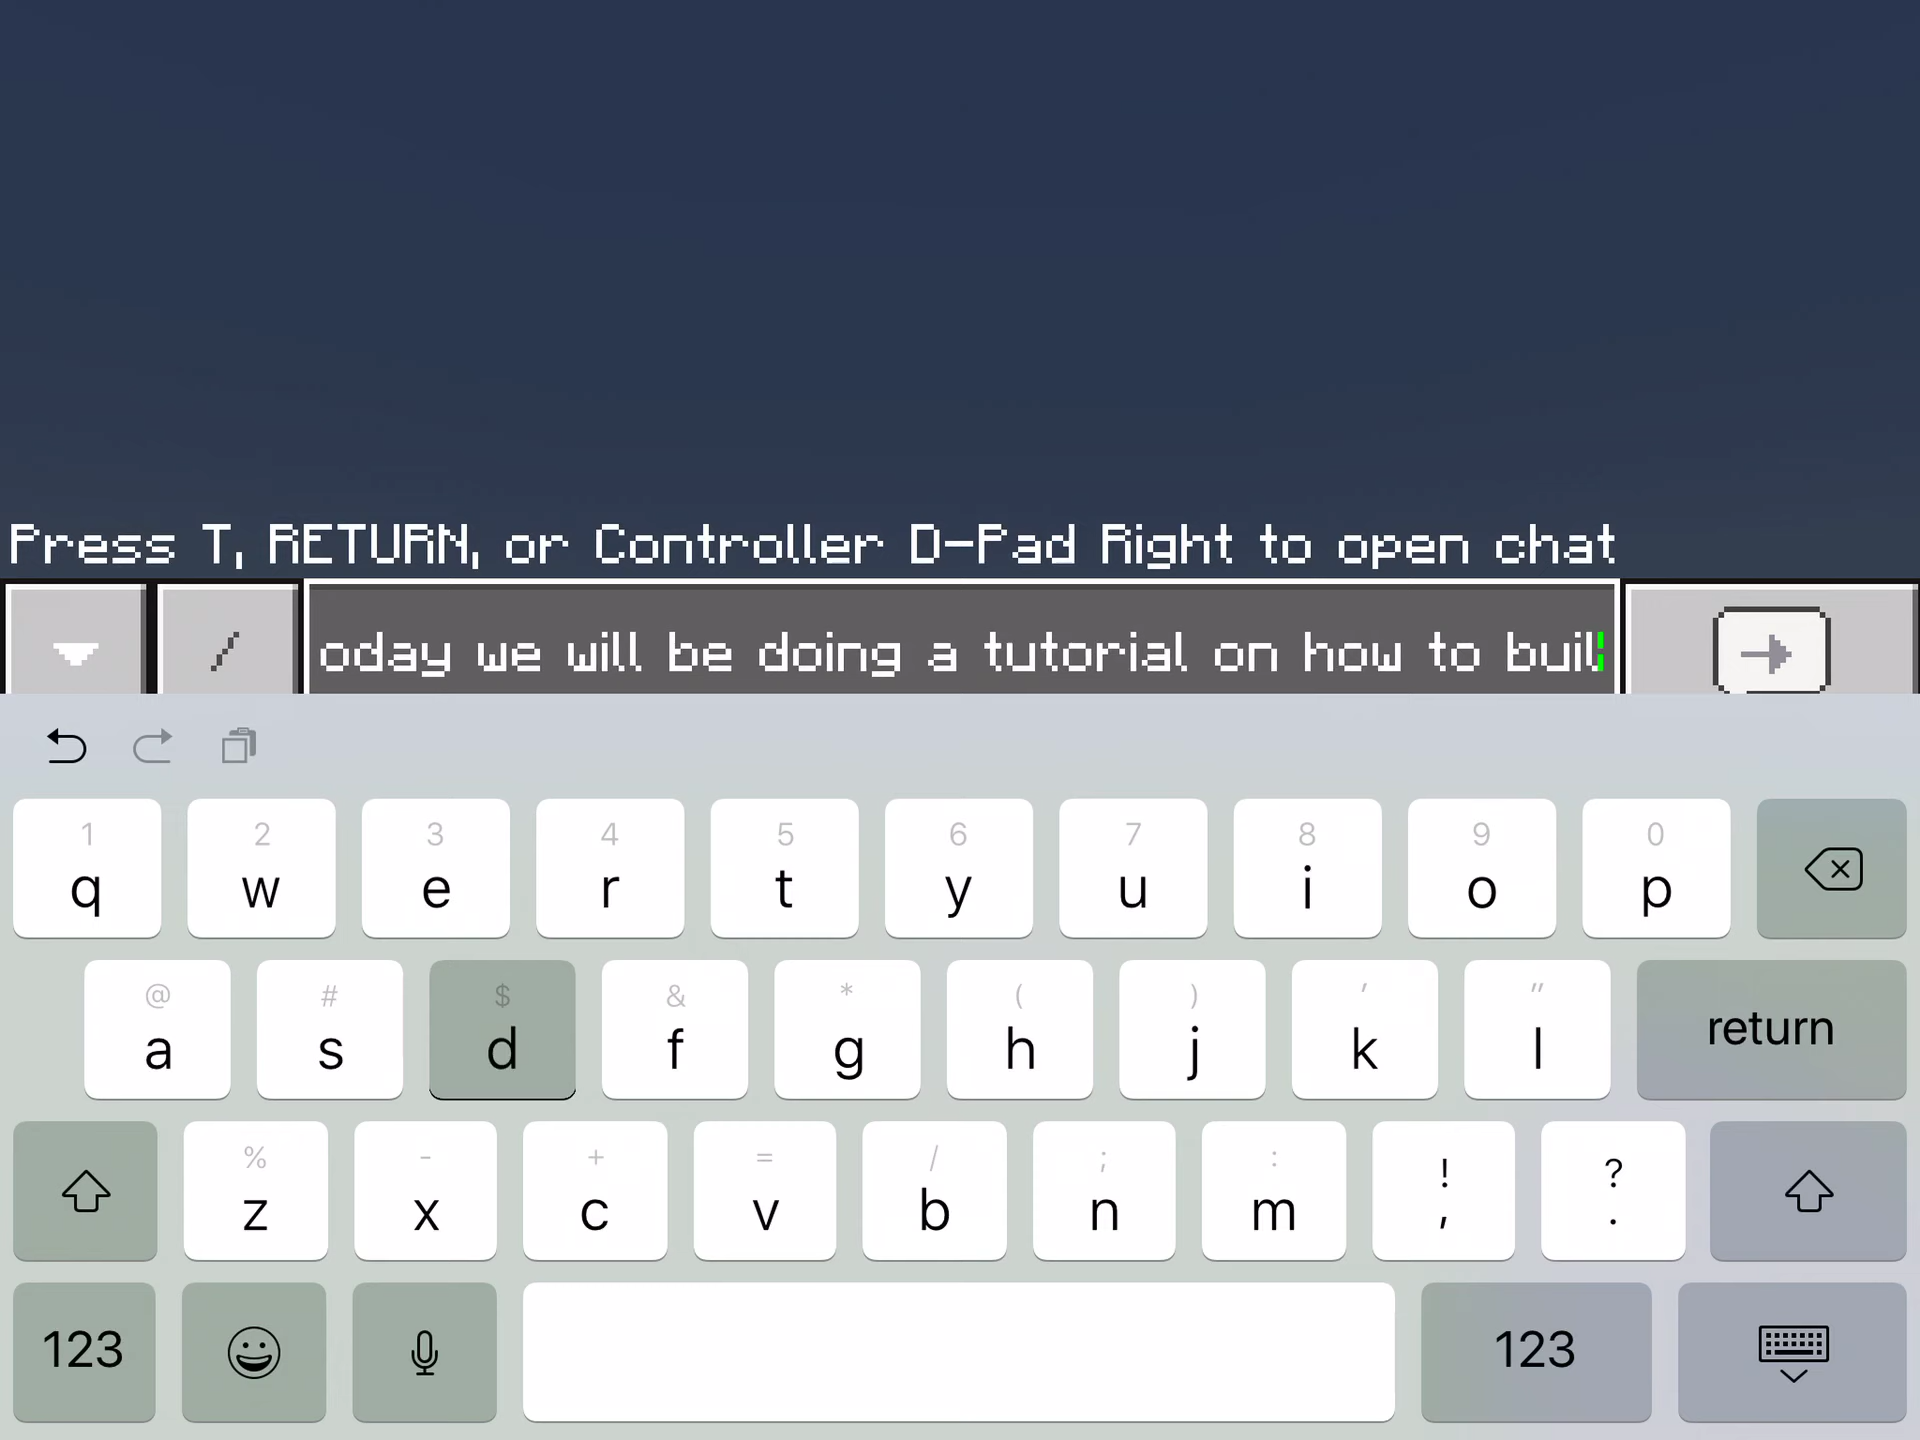 Press T, RETURN, or Controller D-Pad Right to open chat
/ oday we will be doing a tutorial on how to buil
1 2 3 4 5 6 7 8 9 0
q w e r t y u i o p
@ # $ & * ( ) ' "
a s d f g h j k l return
% - + = / ; : ! ?
z x c v b n m , .
123 123